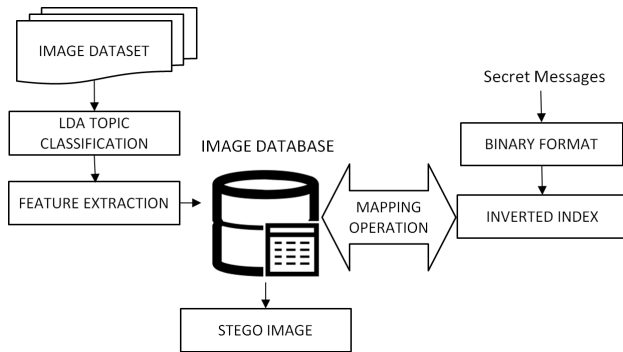 IMAGE DATASET
LDA TOPIC
CLASSIFICATION
FEATURE EXTRACTION
IMAGE DATABASE
MAPPING
OPERATION
Secret Messages
BINARY FORMAT
INVERTED INDEX
STEGO IMAGE